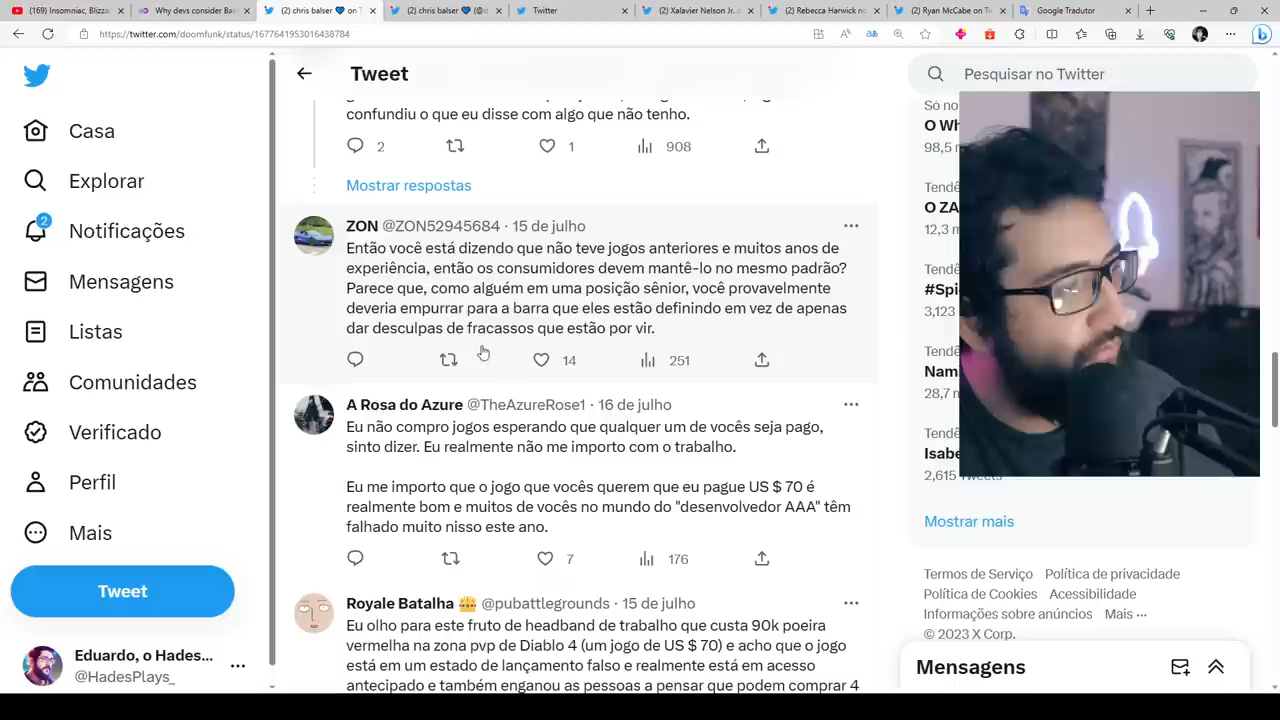 (169) Insomniac, Blizza
Why devs consider Bal
(2) chris balser 💙 on T
(2) chris balser 💙 (@d
Twitter
(2) Xalavier Nelson Jr. o
(2) Rebecca Harwick no
(2) Ryan McCabe on Tw
Google Tradutor
https://twitter.com/doomfunk/status/1677641953016438784
Casa
Explorar
2
Notificações
Mensagens
Listas
Comunidades
Verificado
Perfil
Mais
Tweet
Eduardo, o Hades...
@HadesPlays_
Tweet
confundiu o que eu disse com algo que não tenho.
2 1 908
Mostrar respostas
ZON @ZON52945684 · 15 de julho
Então você está dizendo que não teve jogos anteriores e muitos anos de
experiência, então os consumidores devem mantê-lo no mesmo padrão?
Parece que, como alguém em uma posição sênior, você provavelmente
deveria empurrar para a barra que eles estão definindo em vez de apenas
dar desculpas de fracassos que estão por vir.
14 251
A Rosa do Azure @TheAzureRose1 · 16 de julho
Eu não compro jogos esperando que qualquer um de vocês seja pago,
sinto dizer. Eu realmente não me importo com o trabalho.
Eu me importo que o jogo que vocês querem que eu pague US $ 70 é
realmente bom e muitos de vocês no mundo do "desenvolvedor AAA" têm
falhado muito nisso este ano.
7 176
Royale Batalha 👑 @pubattlegrounds · 15 de julho
Eu olho para este fruto de headband de trabalho que custa 90k poeira
vermelha na zona pvp de Diablo 4 (um jogo de US $ 70) e acho que o jogo
está em um estado de lançamento falso e realmente está em acesso
antecipado e também enganou as pessoas a pensar que podem comprar 4
Pesquisar no Twitter
Só no
O Wh
98,5 m
Tendê
O ZA
12,3 m
Tendê
#Spi
3,123
Tendê
Nam
28,7 m
Tendê
Isabe
2,615 Tweets
Mostrar mais
Termos de Serviço Política de privacidade
Política de Cookies Acessibilidade
Informações sobre anúncios Mais ···
© 2023 X Corp.
Mensagens